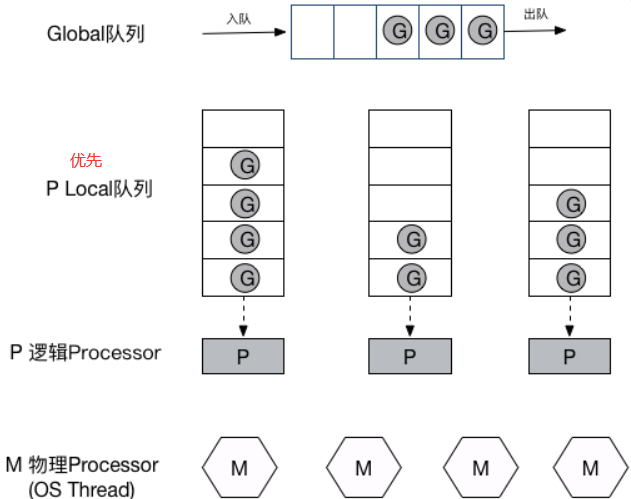 Global队列
入队
G G G
出队
优先
P Local队列
G
G G
G G G
G G G
P 逻辑Processor
P P P
M 物理Processor
(OS Thread)
M M M M